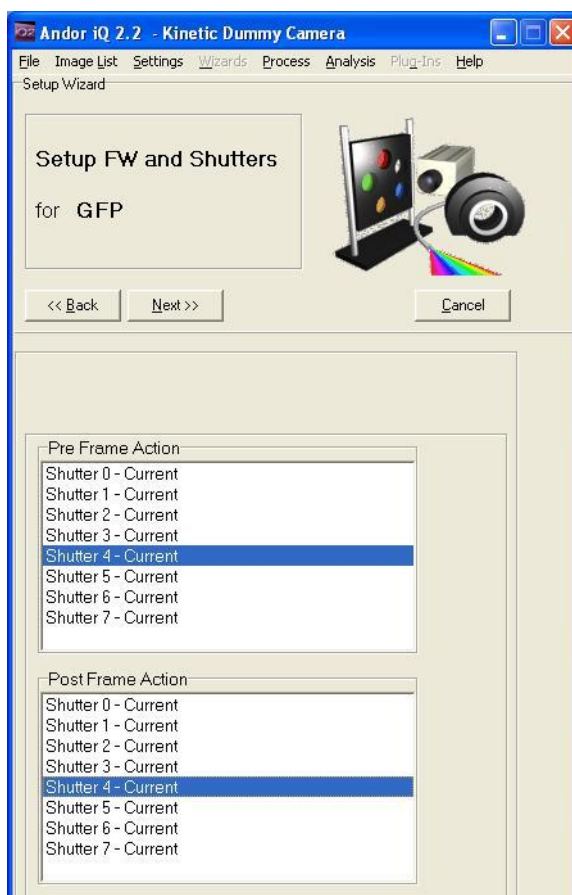 Andor iQ 2.2 - Kinetic Dummy Camera
File Image List Settings Wizards Process Analysis Plug-Ins Help
Setup Wizard
Setup FW and Shutters
for GFP
<< Back Next >> Cancel
Pre Frame Action
Shutter 0 - Current
Shutter 1 - Current
Shutter 2 - Current
Shutter 3 - Current
Shutter 4 - Current
Shutter 5 - Current
Shutter 6 - Current
Shutter 7 - Current
Post Frame Action
Shutter 0 - Current
Shutter 1 - Current
Shutter 2 - Current
Shutter 3 - Current
Shutter 4 - Current
Shutter 5 - Current
Shutter 6 - Current
Shutter 7 - Current